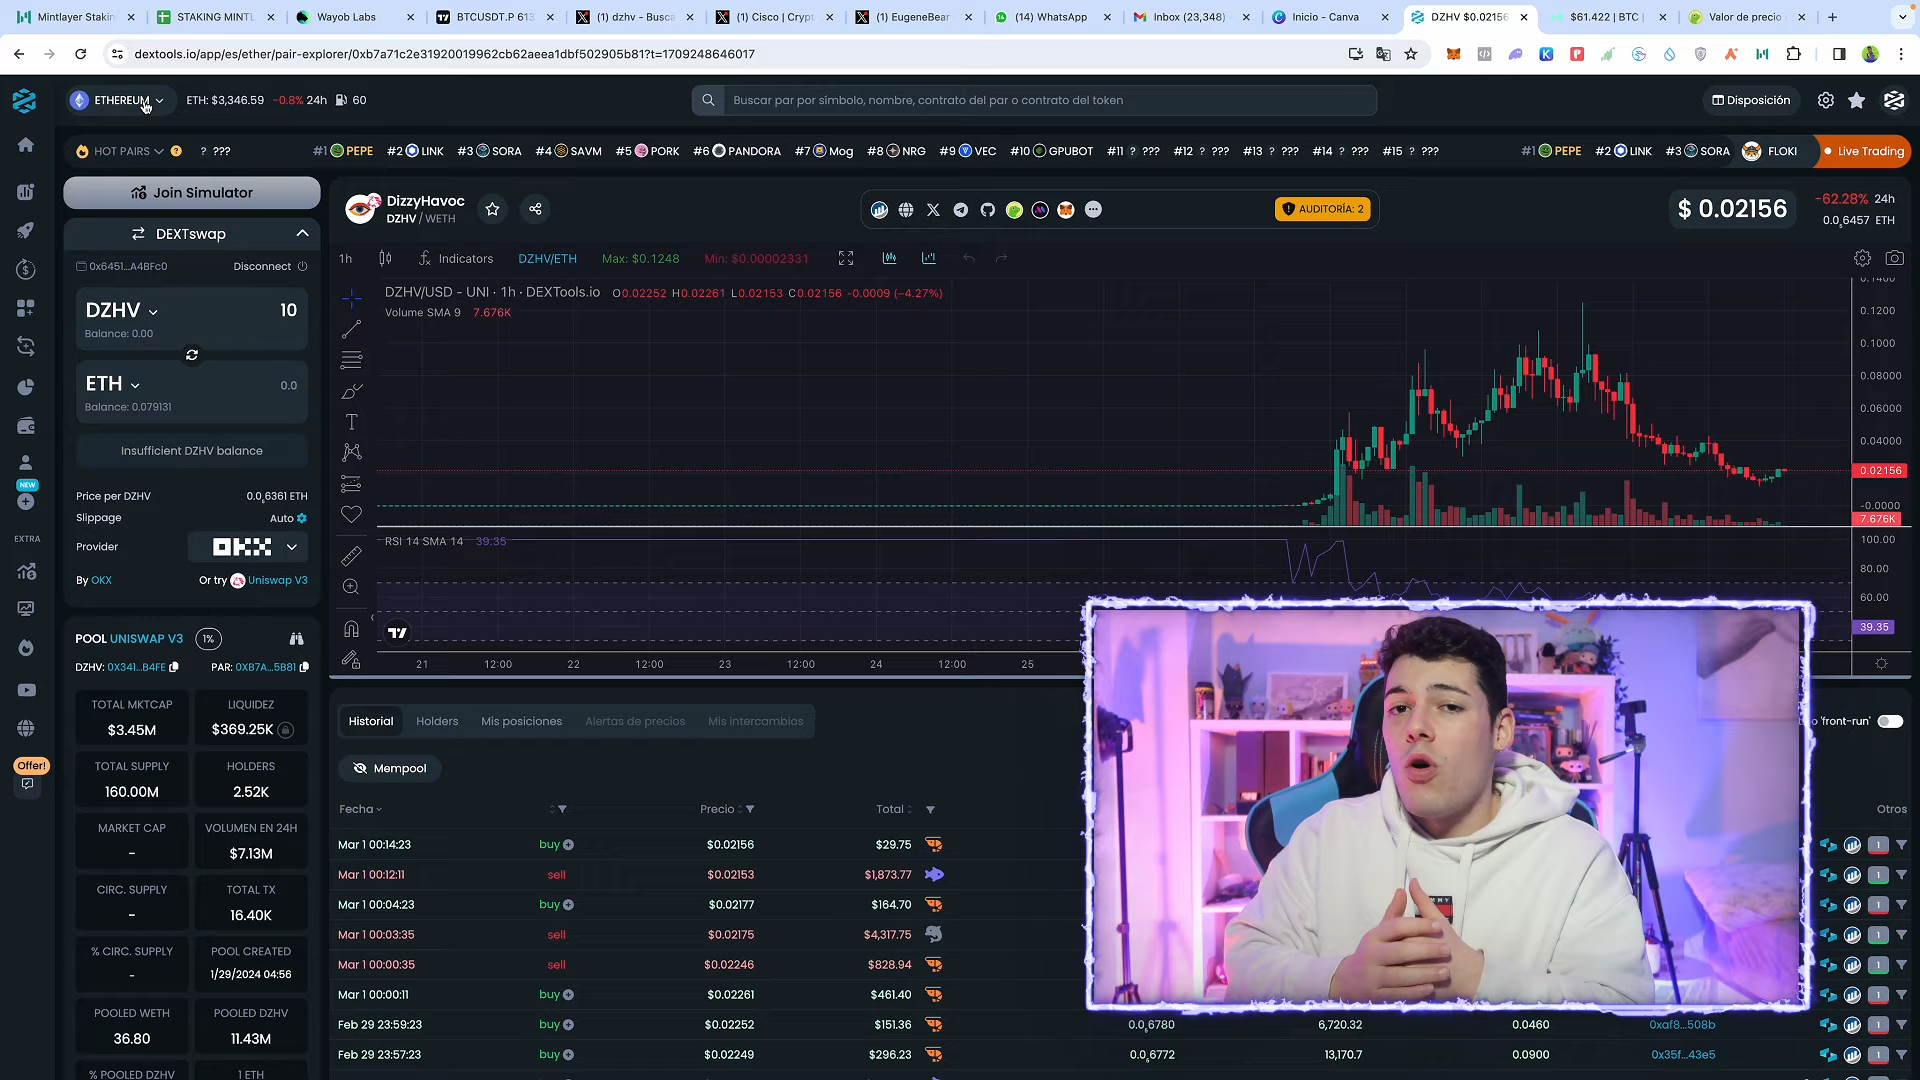 Mintlayer Staking
STAKING MINTL
Wayob Labs
BTCUSDT.P 613
(1) dzhv - Busca
(1) Cisco | Crypt
(1) EugeneBear
(14) WhatsApp
Inbox (23,348)
Inicio - Canva
DZHV $0.02156
$61.422 | BTC |
Valor de precio
dextools.io/app/es/ether/pair-explorer/0xb7a71c2e31920019962cb62aeea1dbf502905b81?t=1709248646017
ETHEREUM
ETH: $3,346.59 -0.8% 24h 60
Buscar par por símbolo, nombre, contrato del par o contrato del token
Disposición
HOT PAIRS ? ???
#1 PEPE #2 LINK #3 SORA #4 SAVM #5 PORK #6 PANDORA #7 Mog #8 NRG #9 VEC #10 GPUBOT #11 ? ??? #12 ? ??? #13 ? ??? #14 ? ??? #15 ? ??? #1 PEPE #2 LINK #3 SORA
FLOKI
Live Trading
Join Simulator
DEXTswap
0x6451...A4BFc0 Disconnect
DZHV 10
Balance: 0.00
ETH 0.0
Balance: 0.079131
Insufficient DZHV balance
Price per DZHV 0.0₅6361 ETH
Slippage Auto
Provider OKX
By OKX Or try Uniswap V3
NEW
EXTRA
Offer!
POOL UNISWAP V3 1%
DZHV: 0X341...B4FE PAR: 0XB7A...5B81
TOTAL MKTCAP
$3.45M
LIQUIDEZ
$369.25K
TOTAL SUPPLY
160.00M
HOLDERS
2.52K
MARKET CAP
-
VOLUMEN EN 24H
$7.13M
CIRC. SUPPLY
-
TOTAL TX
16.40K
% CIRC. SUPPLY
-
POOL CREATED
1/29/2024 04:56
POOLED WETH
36.80
POOLED DZHV
11.43M
% POOLED DZHV
1 ETH
DizzyHavoc
DZHV / WETH
AUDITORÍA: 2
$ 0.02156
-62.28% 24h
0.0₅6457 ETH
1h Indicators DZHV/ETH Max: $0.1248 Min: $0.00002331
DZHV/USD - UNI · 1h · DEXTools.io O0.02252 H0.02261 L0.02153 C0.02156 -0.0009 (-4.27%)
Volume SMA 9 7.676K
0.14000
0.1200
0.1000
0.08000
0.06000
0.04000
0.02156
-0.0000
7.676K
RSI 14 SMA 14 39.35
100.00
80.00
60.00
39.35
21 12:00 22 12:00 23 12:00 24 12:00 25
Historial Holders Mis posiciones Alertas de precios Mis intercambios
'front-run'
Mempool
Fecha Precio Total Otros
Mar 1 00:14:23 buy $0.02156 $29.75 1
Mar 1 00:12:11 sell $0.02153 $1,873.77 1
Mar 1 00:04:23 buy $0.02177 $164.70 1
Mar 1 00:03:35 sell $0.02175 $4,317.75 1
Mar 1 00:00:35 sell $0.02246 $828.94 1
Mar 1 00:00:11 buy $0.02261 $461.40 1
Feb 29 23:59:23 buy $0.02252 $151.36 0.0₅6780 6,720.32 0.0460 0xaf8...508b 1
Feb 29 23:57:23 buy $0.02249 $296.23 0.0₅6772 13,170.7 0.0900 0x35f...43e5 1